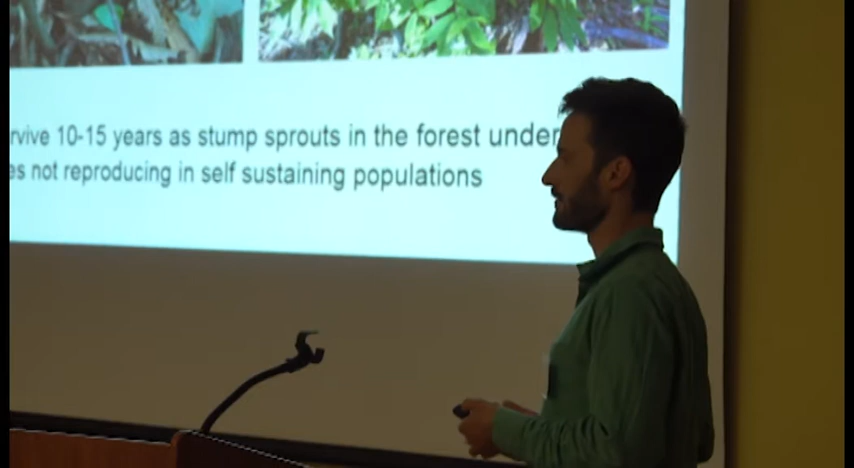 rvive 10-15 years as stump sprouts in the forest under
es not reproducing in self sustaining populations